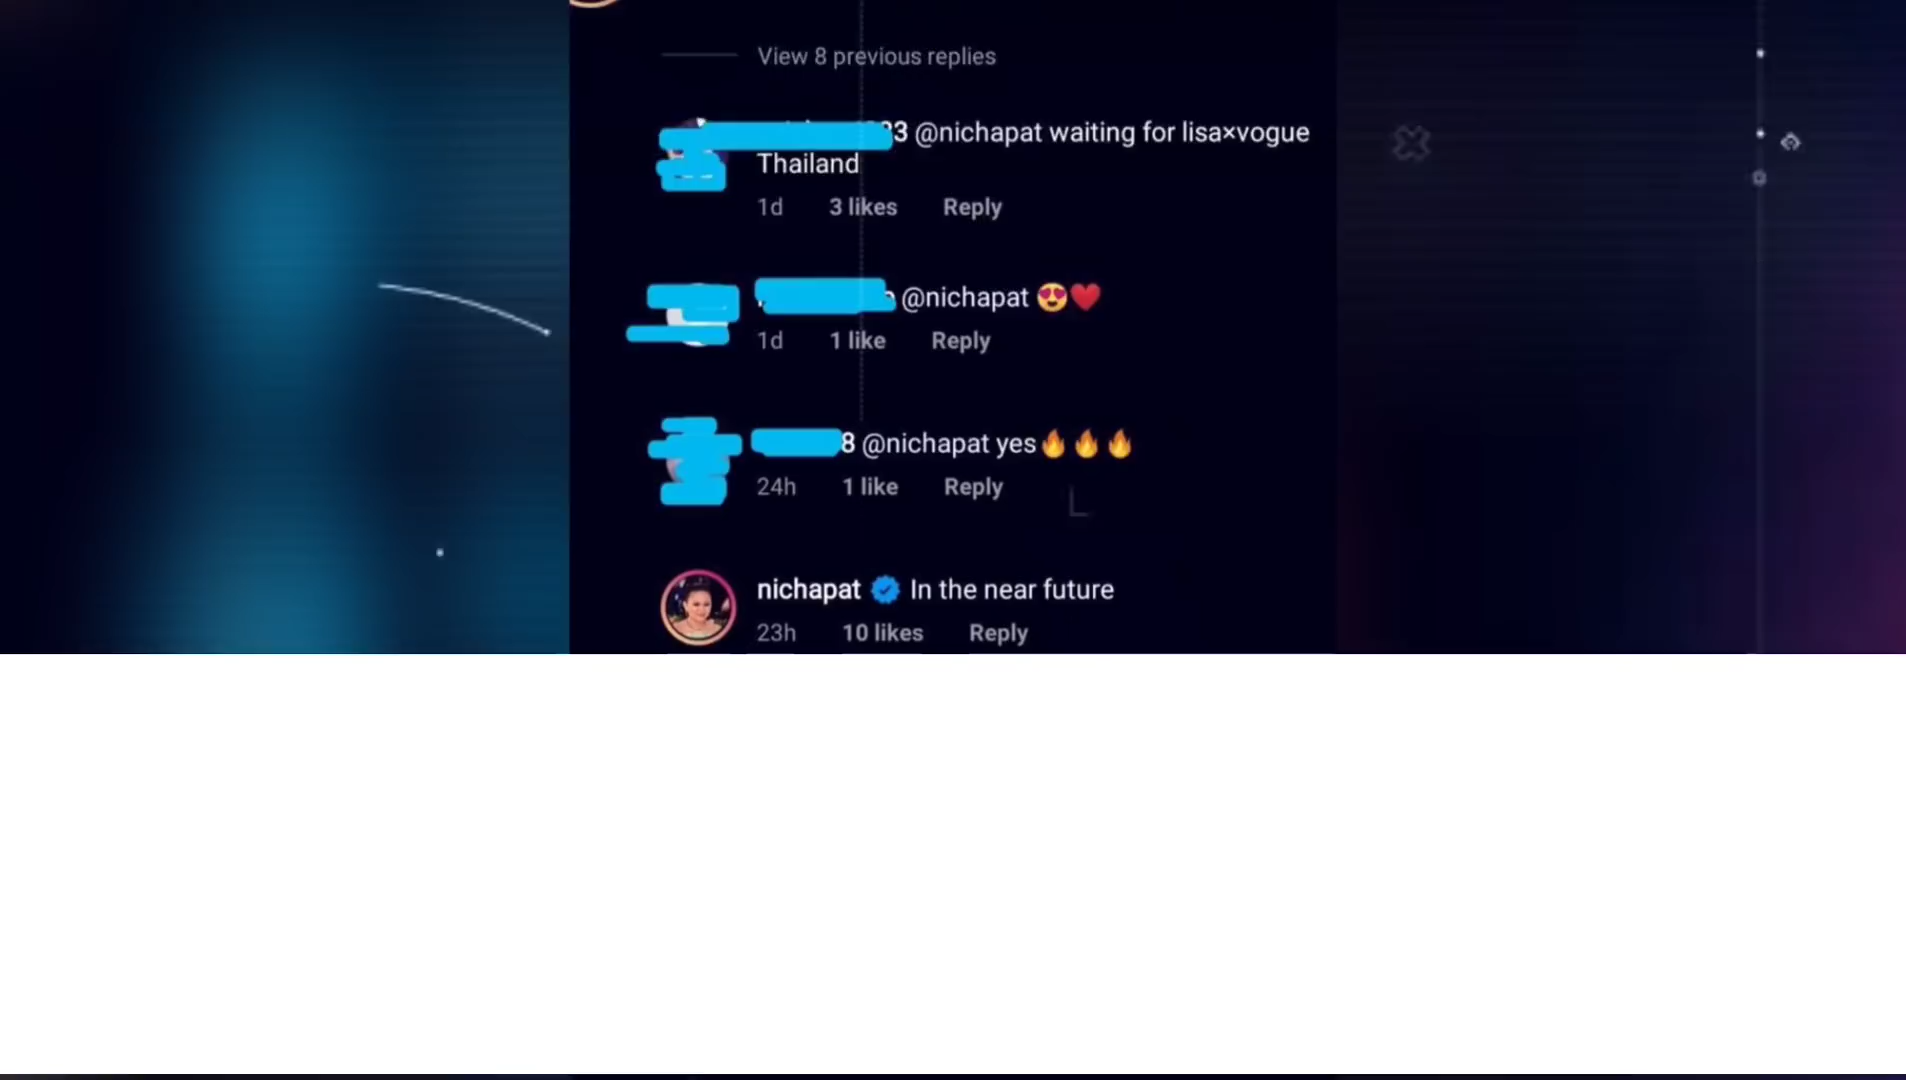 View 8 previous replies
3 @nichapat waiting for lisa×vogue
Thailand
1d 3 likes Reply
@nichapat 😍❤️
1d 1 like Reply
8 @nichapat yes🔥🔥🔥
24h 1 like Reply
nichapat In the near future
23h 10 likes Reply